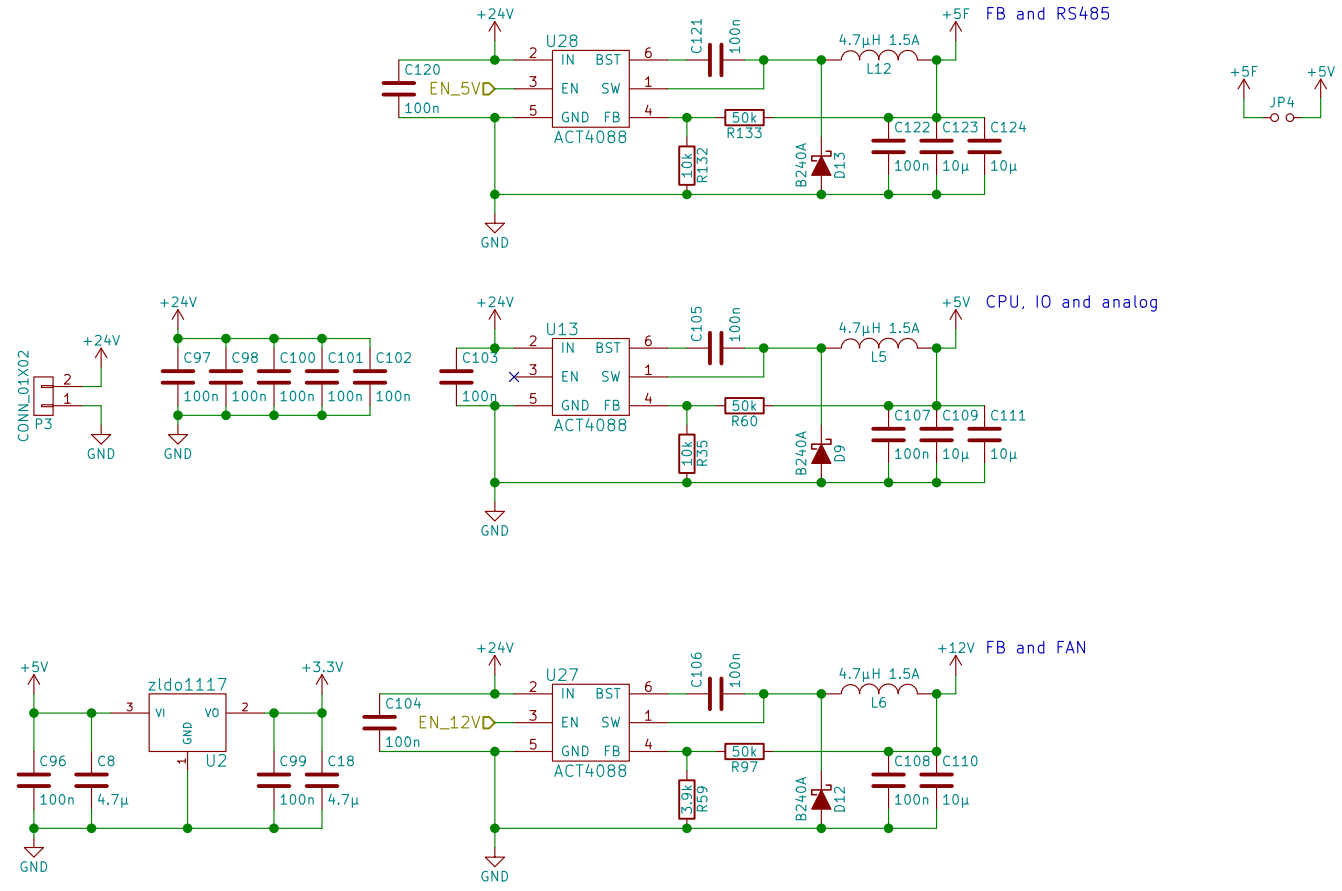 +24V
C121
100n
+5F
FB and RS485
U28
4.7µH 1.5A
L12
C120
100n
EN_5V
2
IN
BST
6
3
EN
SW
1
5
GND
FB
4
ACT4088
50k
R133
10k
R132
B240A
D13
C122
100n
C123
10µ
C124
10µ
GND
+5F
+5V
JP4
+24V
C97
100n
C98
100n
C100
100n
C101
100n
C102
100n
GND
CONN_01X02
+24V
2
1
P3
GND
+24V
C105
100n
+5V
CPU, IO and analog
U13
4.7µH 1.5A
L5
C103
100n
2
IN
BST
6
3
EN
SW
1
5
GND
FB
4
ACT4088
50k
R60
10k
R35
B240A
D9
C107
100n
C109
10µ
C111
10µ
GND
+5V
zldo1117
+3.3V
3
VI
VO
2
GND
1
U2
C96
100n
C8
4.7µ
C99
100n
C18
4.7µ
GND
+24V
C106
100n
+12V
FB and FAN
U27
4.7µH 1.5A
L6
C104
100n
EN_12V
2
IN
BST
6
3
EN
SW
1
5
GND
FB
4
ACT4088
50k
R97
3.9k
R59
B240A
D12
C108
100n
C110
10µ
GND